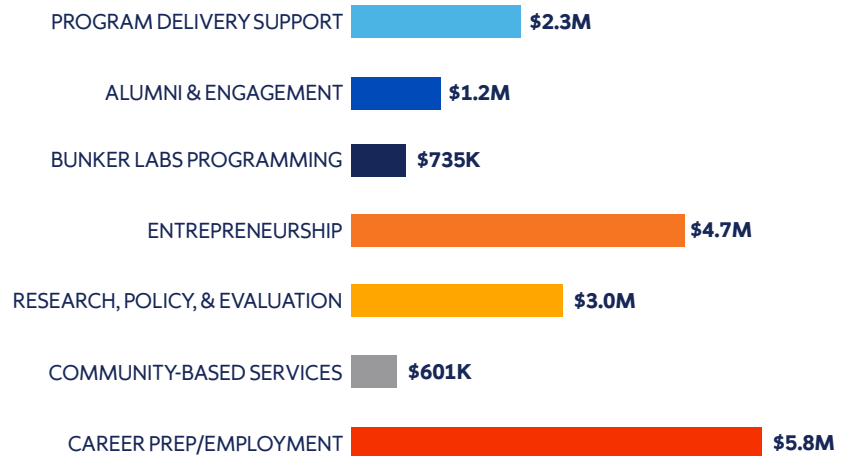 PROGRAM DELIVERY SUPPORT $2.3M
ALUMNI & ENGAGEMENT $1.2M
BUNKER LABS PROGRAMMING $735K
ENTREPRENEURSHIP $4.7M
RESEARCH, POLICY, & EVALUATION $3.0M
COMMUNITY-BASED SERVICES $601K
CAREER PREP/EMPLOYMENT $5.8M